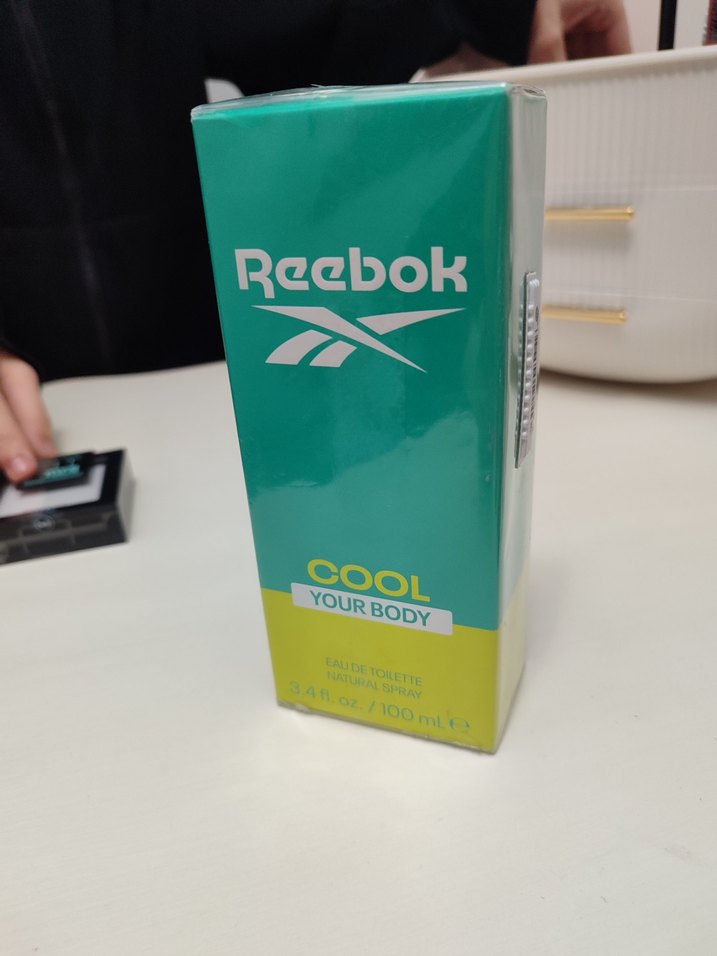 Reebok
COOL
YOUR BODY
EAU DE TOILETTE
NATURAL SPRAY
3.4 fl. oz. / 100 mL ℮